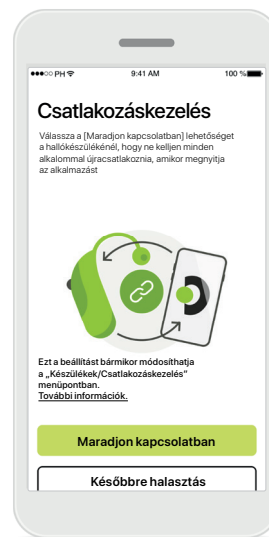 ●●●○○ PH 9:41 AM 100 %
Csatlakozáskezelés
Válassza a [Maradjon kapcsolatban] lehetőséget
a hallókészülékénél, hogy ne kelljen minden
alkalommal újracsatlakoznia, amikor megnyitja
az alkalmazást
Ezt a beállítást bármikor módosíthatja
a „Készülékek/Csatlakozáskezelés"
menüpontban.
További információk.
Maradjon kapcsolatban
Későbbre halasztás